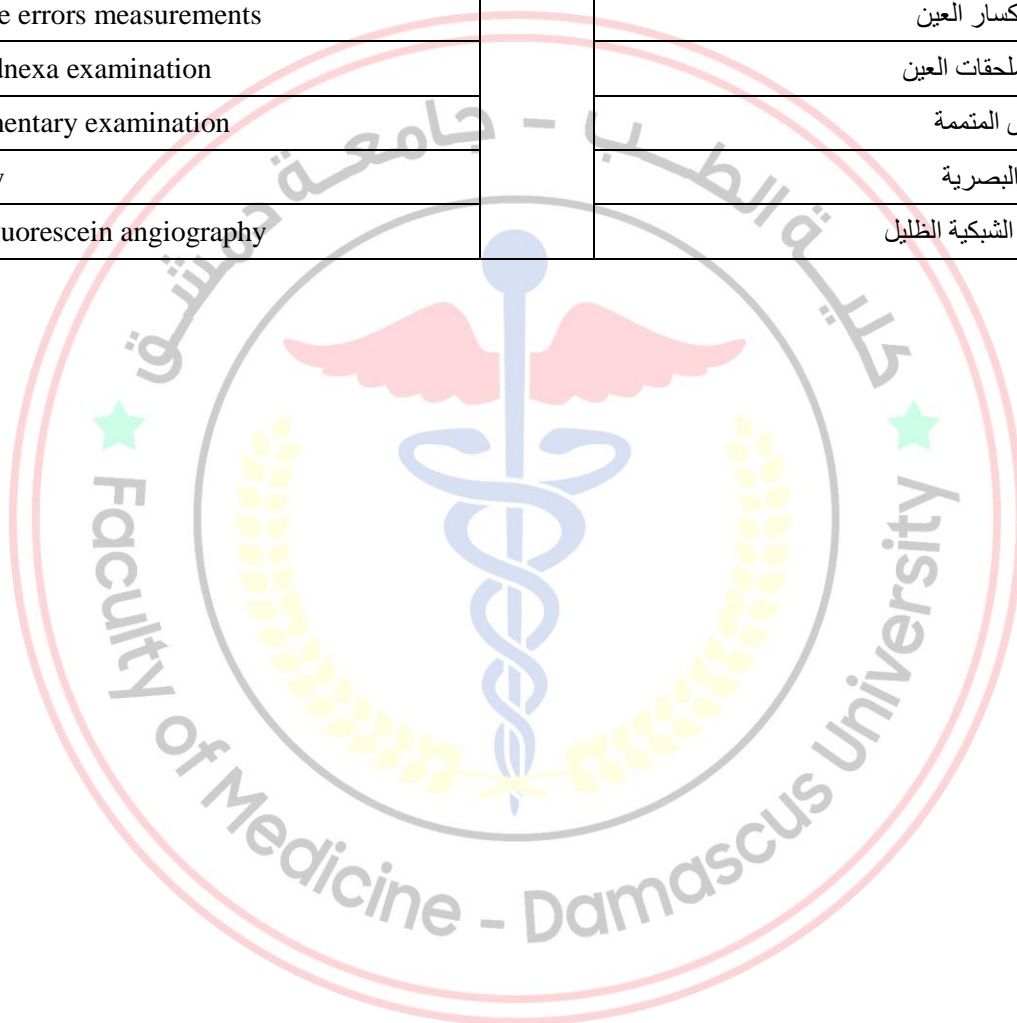 e errors measurements
كسار العين
dnexa examination
لحقات العين
nentary examination
المتممة
البصرية
uorescein angiography
الشبكية الظليل
كلية الطب - جامعة دمشق
Faculty of Medicine - Damascus University